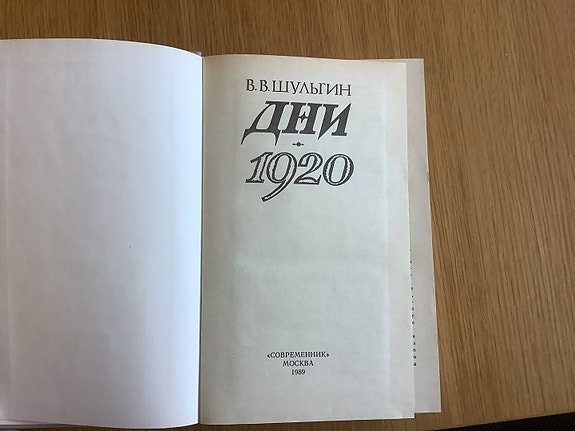 В. В. ШУЛЬГИН
ДНИ
1920
«СОВРЕМЕННИК»
МОСКВА
1989